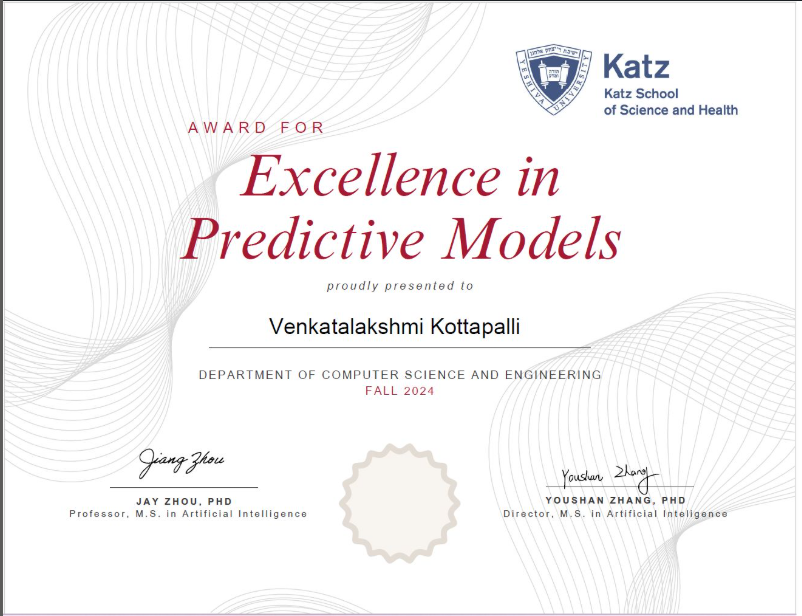 YESHIVA UNIVERSITY
Katz
Katz School
of Science and Health
AWARD FOR
Excellence in
Predictive Models
proudly presented to
Venkatalakshmi Kottapalli
DEPARTMENT OF COMPUTER SCIENCE AND ENGINEERING
FALL 2024
Jiang Zhou
JAY ZHOU, PHD
Professor, M.S. in Artificial Intelligence
Youshan Zhang
YOUSHAN ZHANG, PHD
Director, M.S. in Artificial Intelligence